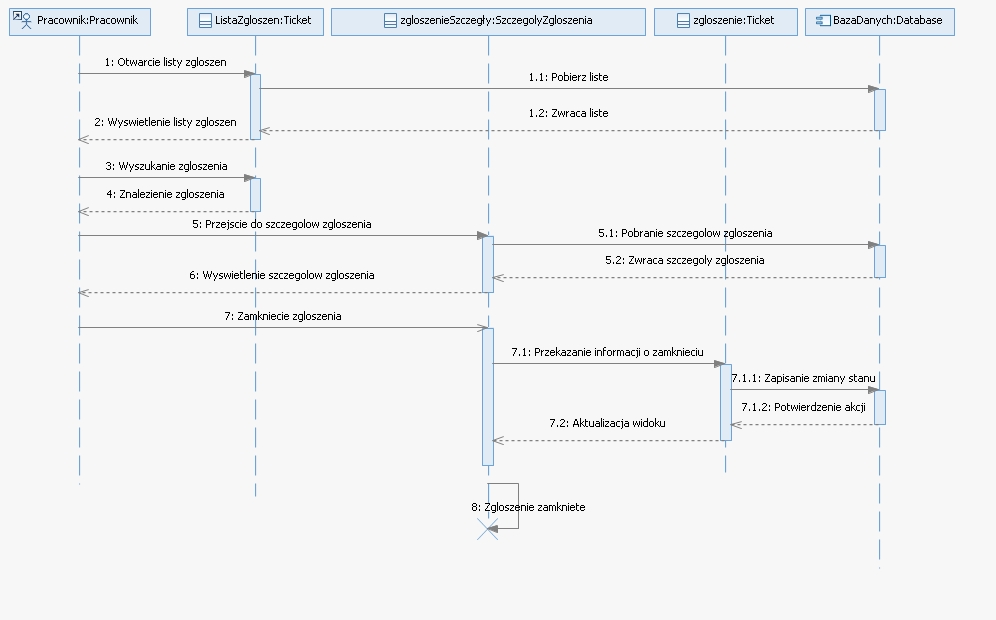 Pracownik:Pracownik
ListaZgloszen:Ticket
zgloszenieSzczegły:SzczegolyZgloszenia
zgloszenie:Ticket
BazaDanych:Database
1: Otwarcie listy zgloszen
1.1: Pobierz liste
1.2: Zwraca liste
2: Wyswietlenie listy zgloszen
3: Wyszukanie zgloszenia
4: Znalezienie zgloszenia
5: Przejscie do szczegolow zgloszenia
5.1: Pobranie szczegolow zgloszenia
5.2: Zwraca szczegoly zgloszenia
6: Wyswietlenie szczegolow zgloszenia
7: Zamkniecie zgloszenia
7.1: Przekazanie informacji o zamknieciu
7.1.1: Zapisanie zmiany stanu
7.1.2: Potwierdzenie akcji
7.2: Aktualizacja widoku
8: Zgloszenie zamkniete